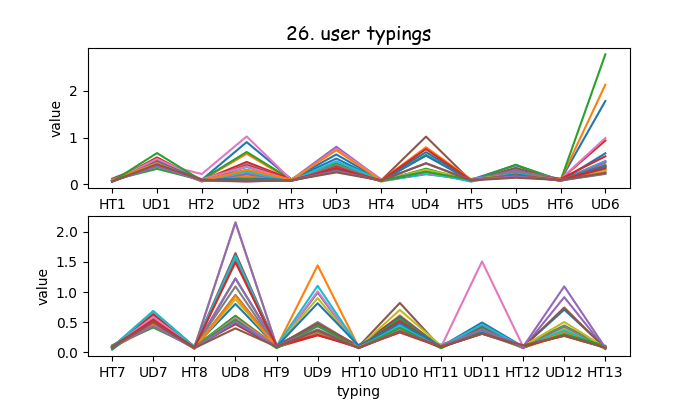 26. user typings
value
2
1
0
HT1 UD1 HT2 UD2 HT3 UD3 HT4 UD4 HT5 UD5 HT6 UD6
value
2.0
1.5
1.0
0.5
0.0
HT7 UD7 HT8 UD8 HT9 UD9 HT10 UD10 HT11 UD11 HT12 UD12 HT13
typing